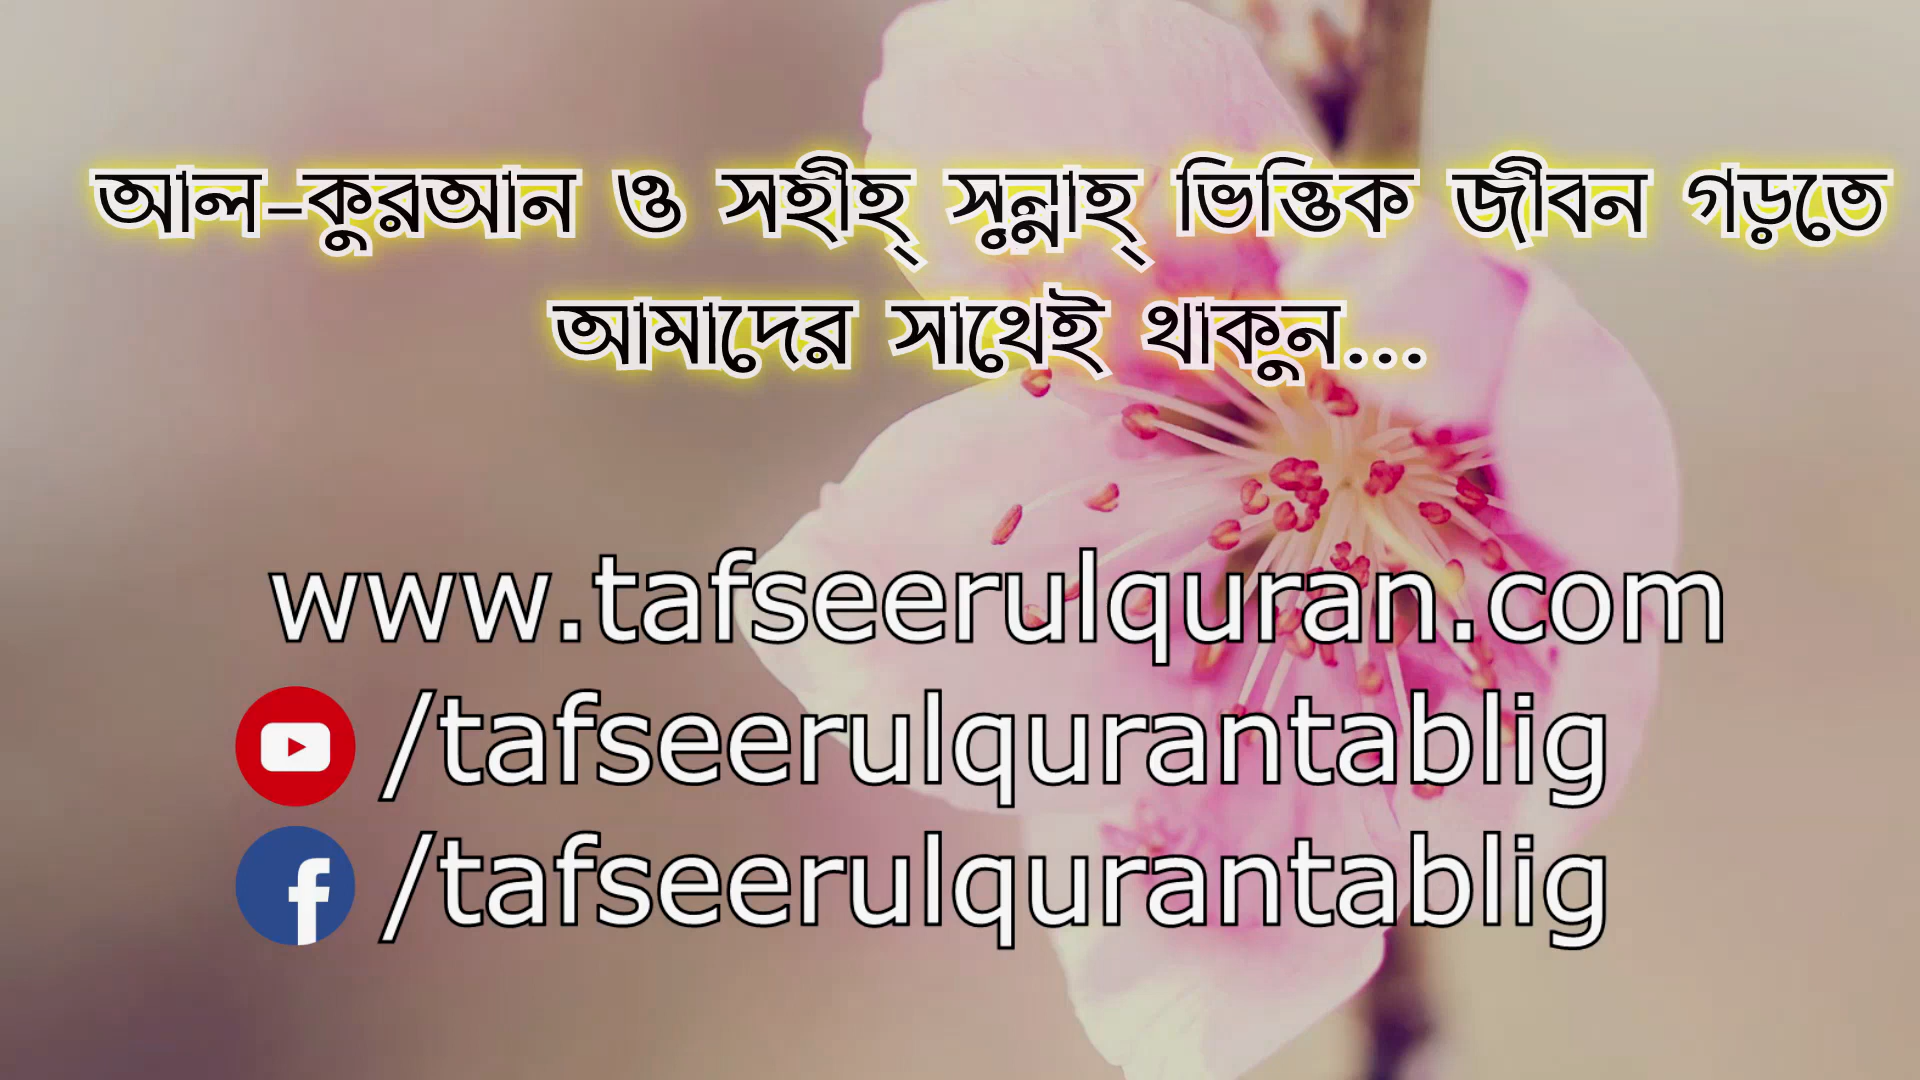 আল-কুরআন ও সহীহ্ সুন্নাহ্ ভিত্তিক জীবন গড়তে
আমাদের সাথেই থাকুন...
www.tafseerulquran.com
/tafseerulqurantablig
/tafseerulqurantablig